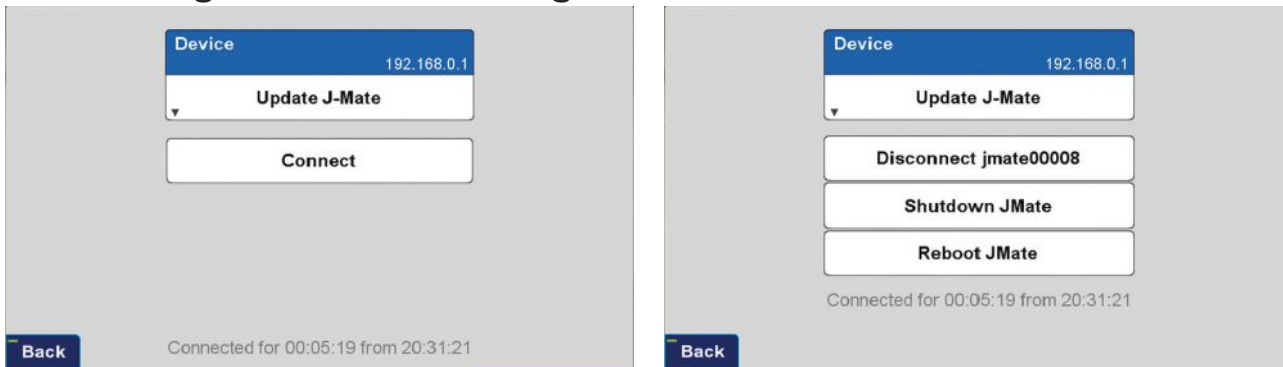 Device
192.168.0.1
Update J-Mate
Connect
Connected for 00:05:19 from 20:31:21
Back
Device
192.168.0.1
Update J-Mate
Disconnect jmate00008
Shutdown JMate
Reboot JMate
Connected for 00:05:19 from 20:31:21
Back